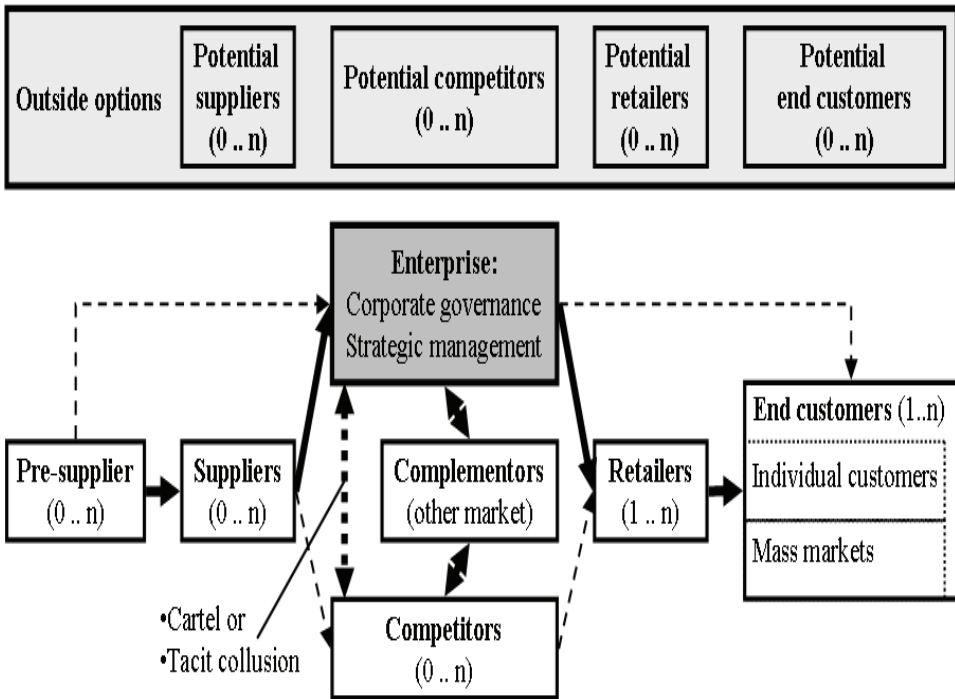 Outside options
Potential
suppliers
(0 .. n)
Potential competitors
(0 .. n)
Potential
retailers
(0 .. n)
Potential
end customers
(0 .. n)
Enterprise:
Corporate governance
Strategic management
Pre-supplier
(0 .. n)
Suppliers
(0 .. n)
Complementors
(other market)
Retailers
(1 .. n)
End customers (1..n)
Individual customers
Mass markets
•Cartel or
•Tacit collusion
Competitors
(0 .. n)